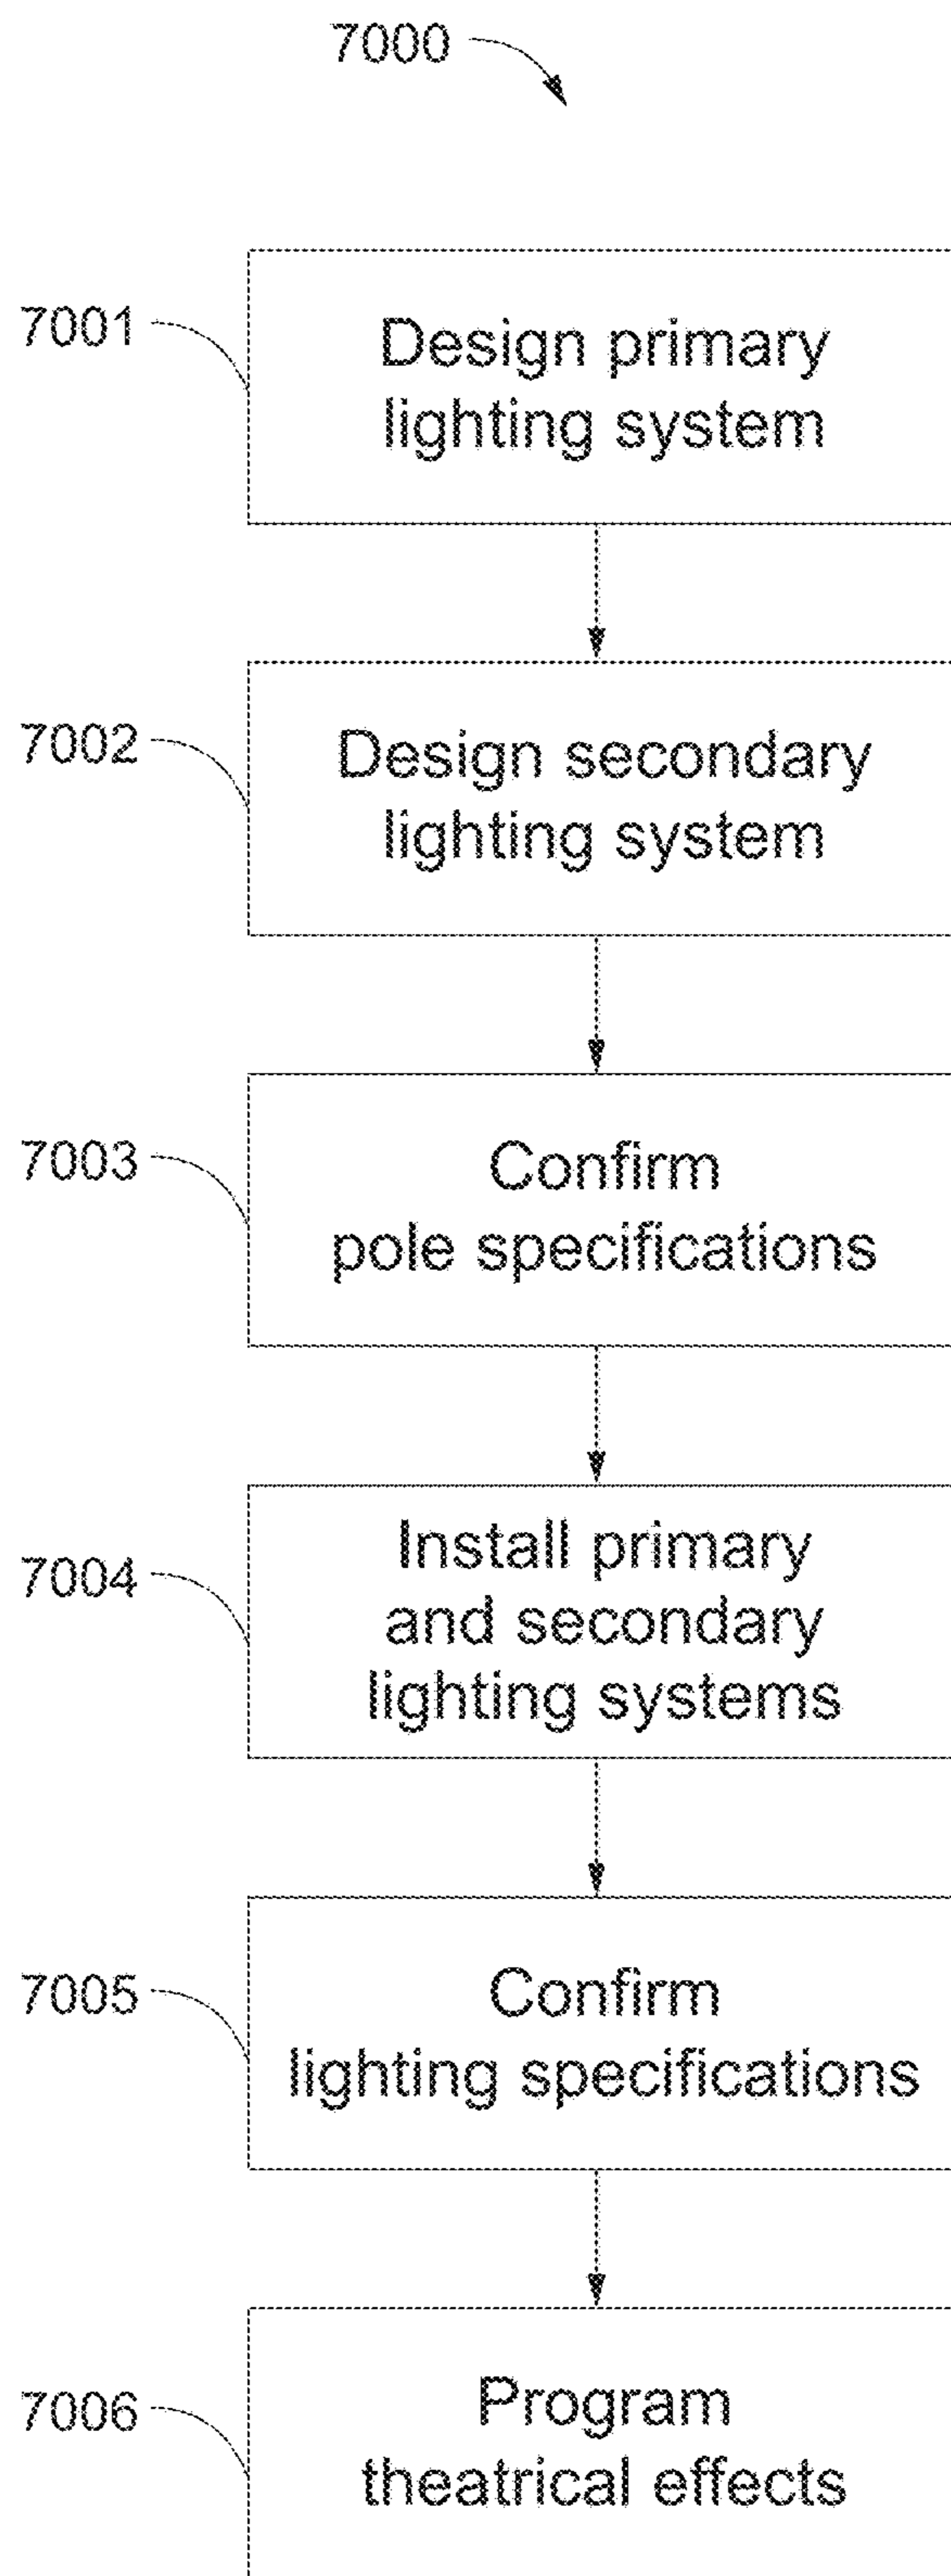 7000
7001
Design primary
lighting system
7002
Design secondary
lighting system
7003
Confirm
pole specifications
7004
Install primary
and secondary
lighting systems
7005
Confirm
lighting specifications
7006
Program
theatrical effects